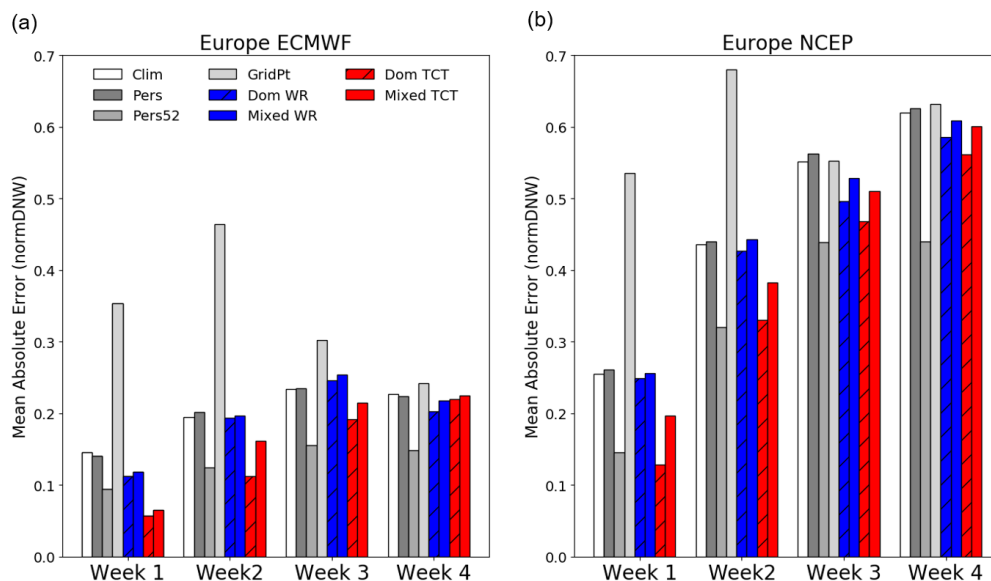 (a)
Europe ECMWF
Mean Absolute Error (normDNW)
0.7
0.6
0.5
0.4
0.3
0.2
0.1
0.0
Clim
Pers
Pers52
GridPt
Dom WR
Mixed WR
Dom TCT
Mixed TCT
Week 1
Week2
Week 3
Week 4
(b)
Europe NCEP
Mean Absolute Error (normDNW)
0.7
0.6
0.5
0.4
0.3
0.2
0.1
0.0
Week 1
Week2
Week 3
Week 4